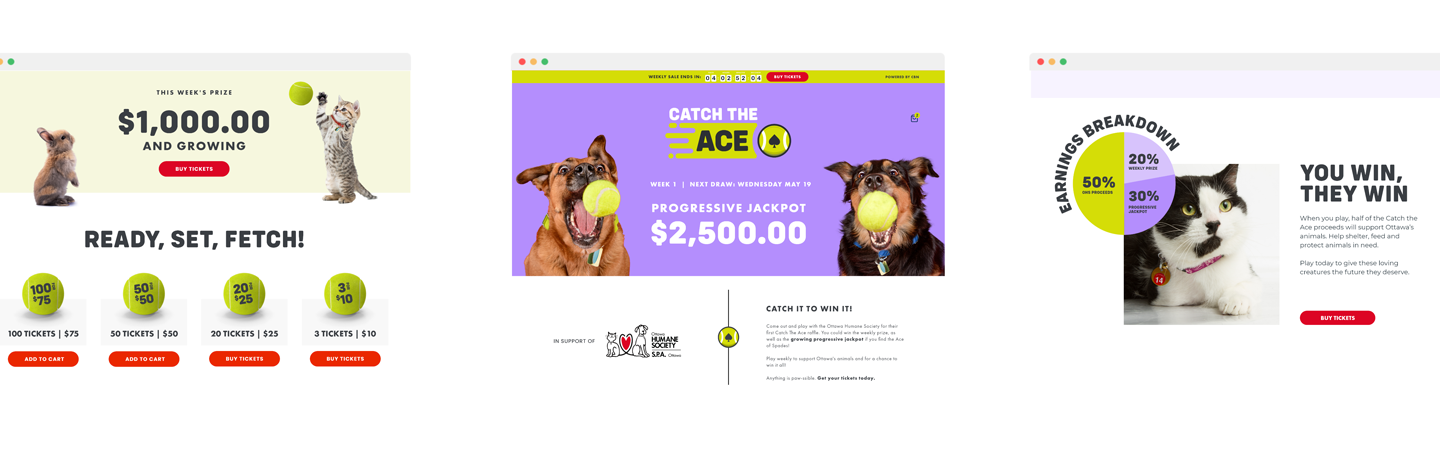 THIS WEEK'S PRIZE
$1,000.00
AND GROWING
BUY TICKETS
READY, SET, FETCH!
100 FOR $75
50 FOR $50
20 FOR $25
3 FOR $10
100 TICKETS | $75
50 TICKETS | $50
20 TICKETS | $25
3 TICKETS | $10
ADD TO CART
ADD TO CART
BUY TICKETS
BUY TICKETS
WEEKLY SALE ENDS IN: 04 02 52 04 BUY TICKETS
CATCH THE
ACE
WEEK 1 | NEXT DRAW: WEDNESDAY MAY 19
PROGRESSIVE JACKPOT
$2,500.00
IN SUPPORT OF
Ottawa
HUMANE
SOCIETY
S.P.A. Ottawa
CATCH IT TO WIN IT!
Come out and play with the Ottawa Humane Society for their
first Catch The Ace raffle. You could win the weekly prize, as
well as the growing progressive jackpot if you find the Ace
of Spades!
Play weekly to support Ottawa's animals and for a chance to
win it all!
Anything is paw-sible. Get your tickets today.
EARNINGS BREAKDOWN
50%
OHS PROCEEDS
20%
WEEKLY PRIZE
30%
PROGRESSIVE
JACKPOT
14
YOU WIN,
THEY WIN
When you play, half of the Catch the
Ace proceeds will support Ottawa's
animals. Help shelter, feed and
protect animals in need.
Play today to give these loving
creatures the future they deserve.
BUY TICKETS